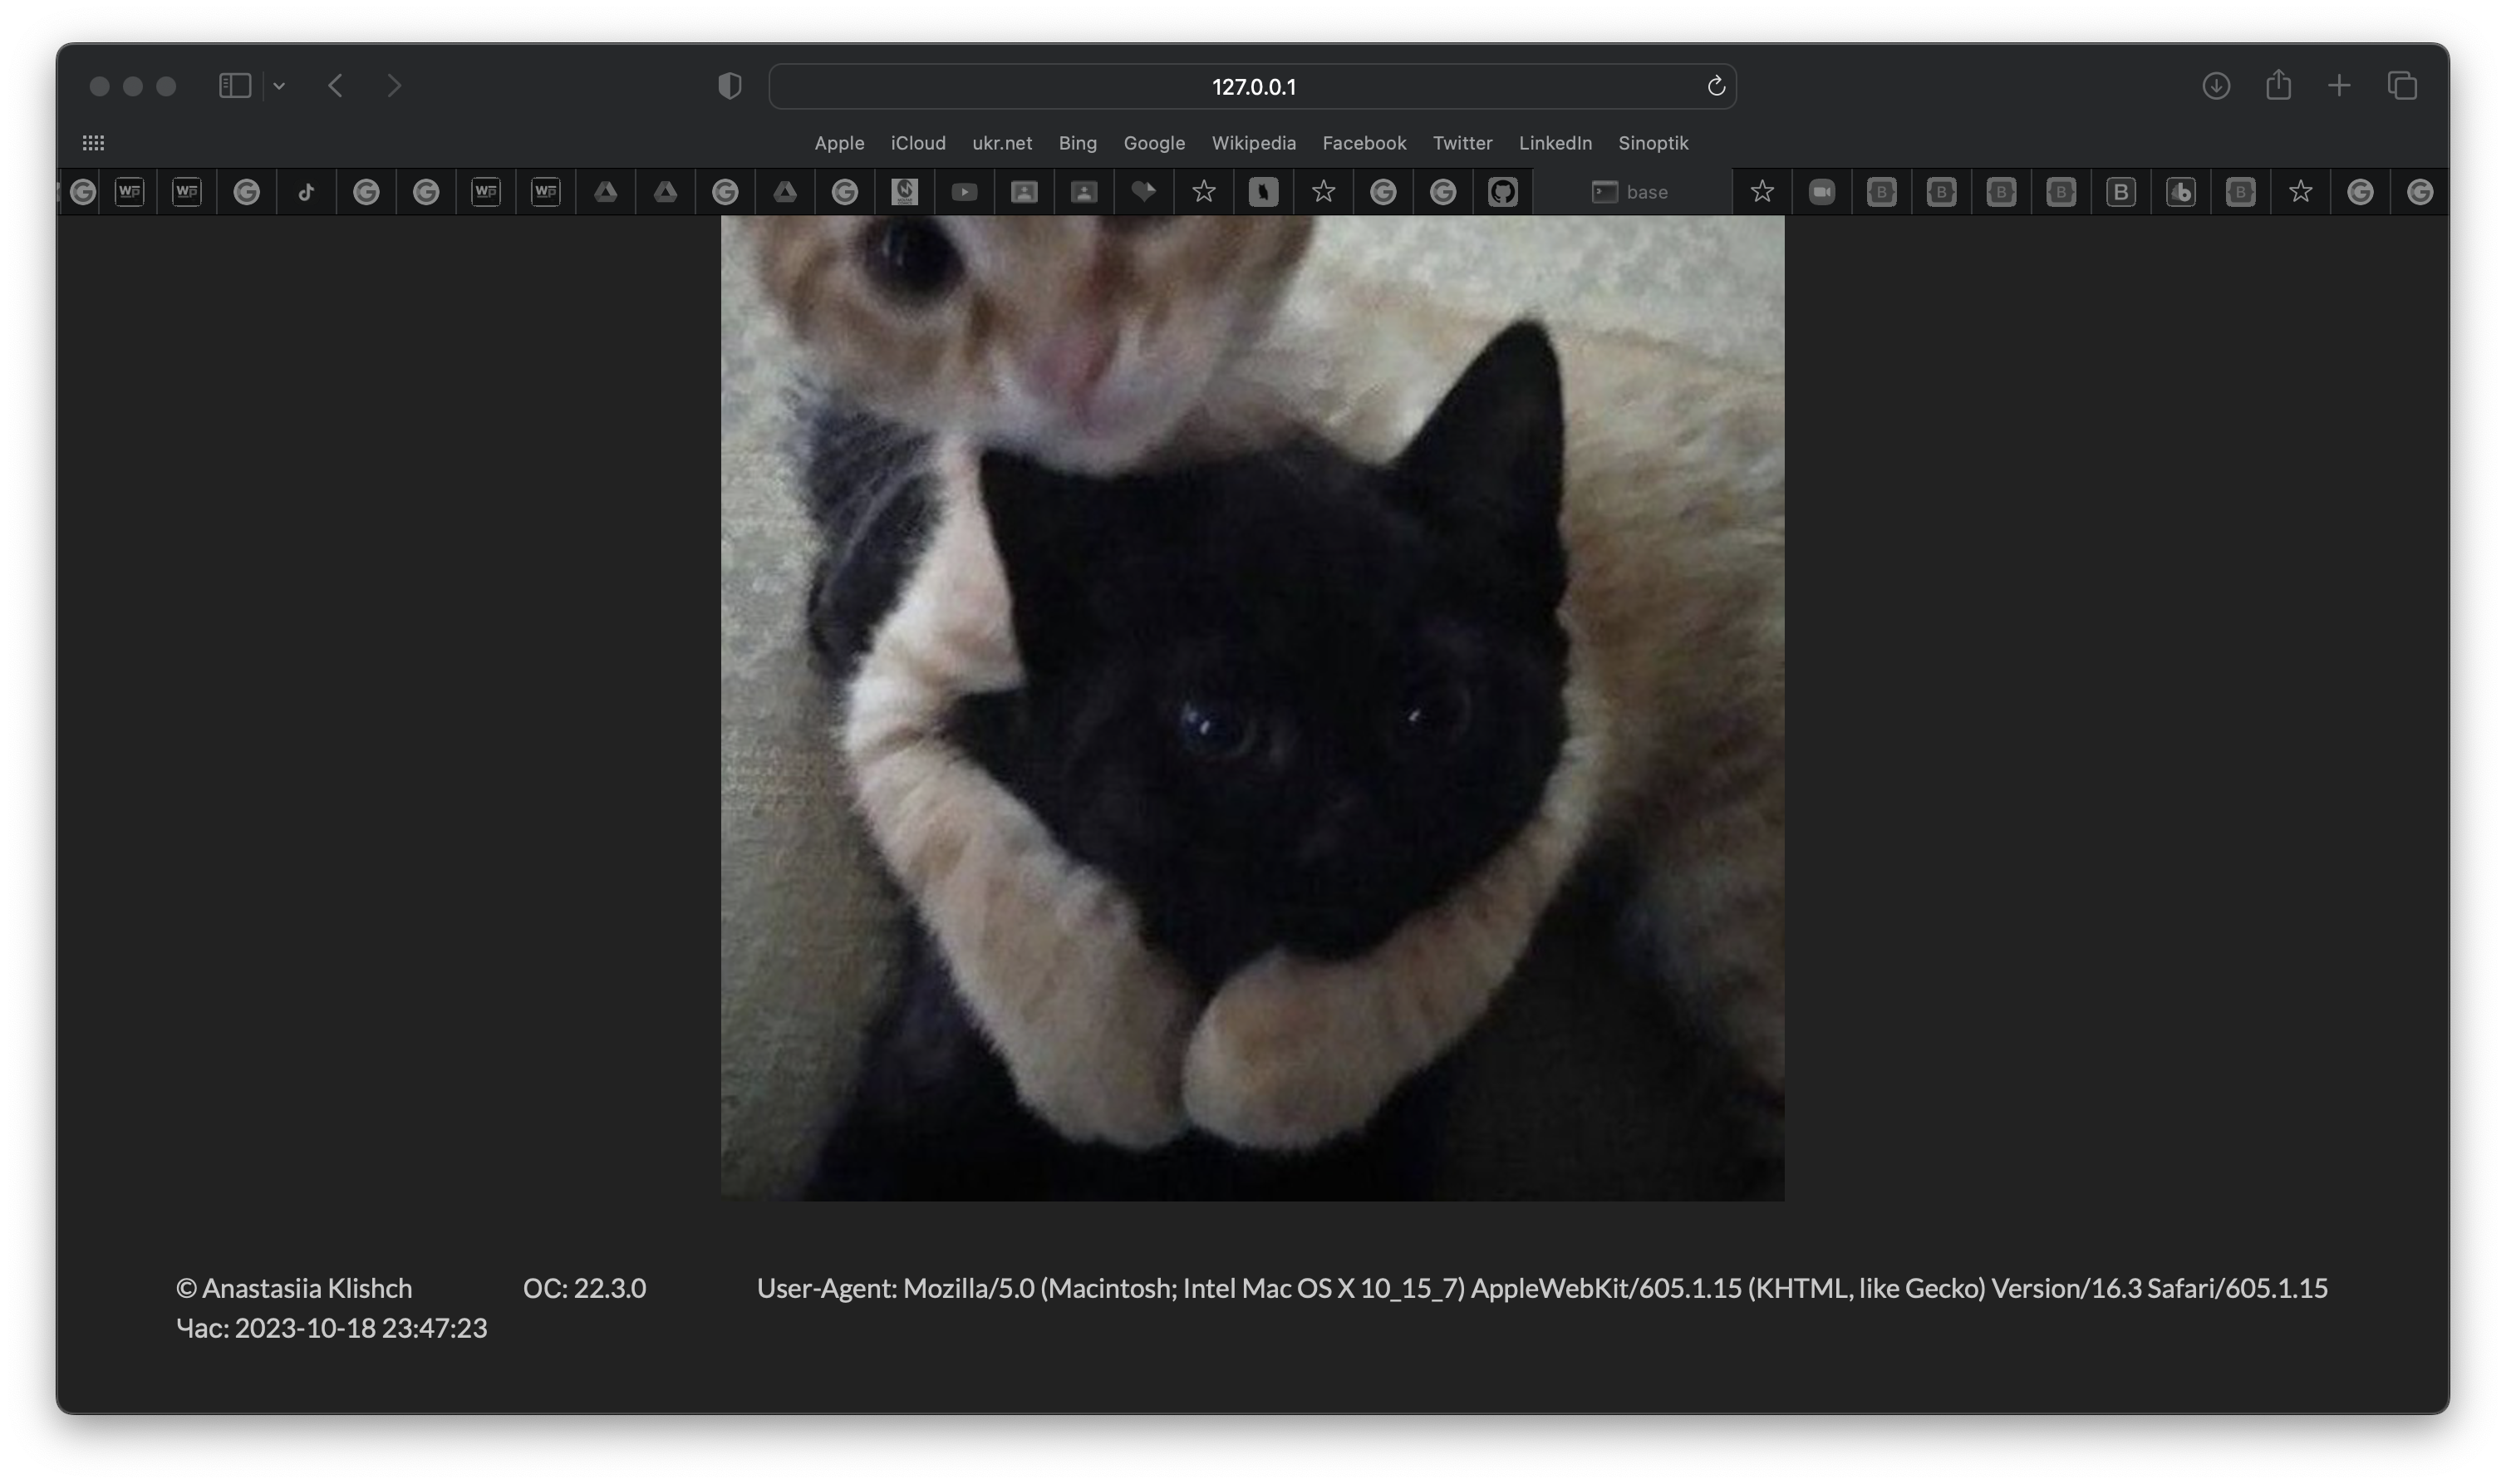 127.0.0.1
Apple iCloud ukr.net Bing Google Wikipedia Facebook Twitter LinkedIn Sinoptik
base
© Anastasiia Klishch ОС: 22.3.0 User-Agent: Mozilla/5.0 (Macintosh; Intel Mac OS X 10_15_7) AppleWebKit/605.1.15 (KHTML, like Gecko) Version/16.3 Safari/605.1.15
Час: 2023-10-18 23:47:23